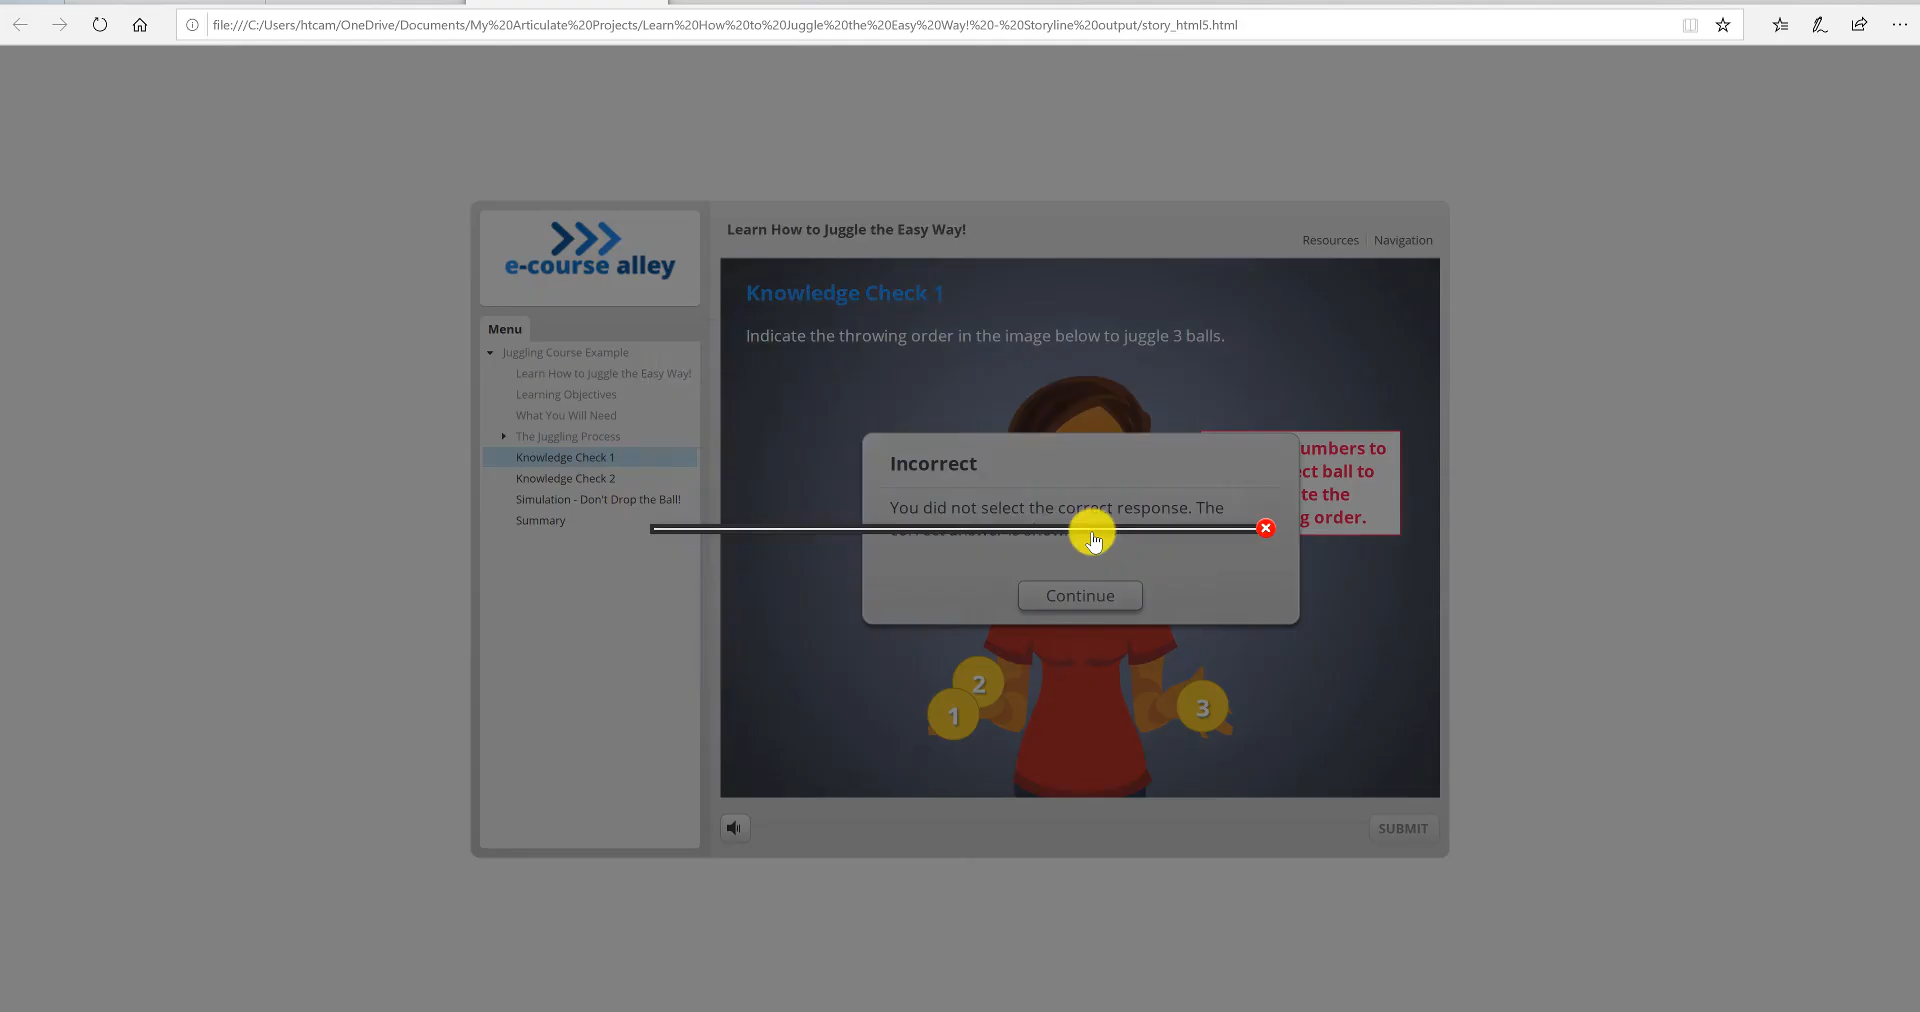 file:///C:/Users/htcam/OneDrive/Documents/My%20Articulate%20Projects/Learn%20How%20to%20Juggle%20the%20Easy%20Way!%20-%20Storyline%20output/story_html5.html
e-course alley
Learn How to Juggle the Easy Way!
Resources
Navigation
Menu
Juggling Course Example
Learn How to Juggle the Easy Way!
Learning Objectives
What You Will Need
The Juggling Process
Knowledge Check 1
Knowledge Check 2
Simulation - Don't Drop the Ball!
Summary
Knowledge Check 1
Indicate the throwing order in the image below to juggle 3 balls.
umbers to
ct ball to
te the
g order.
Incorrect
You did not select the correct response. The
Continue
2
1
3
SUBMIT